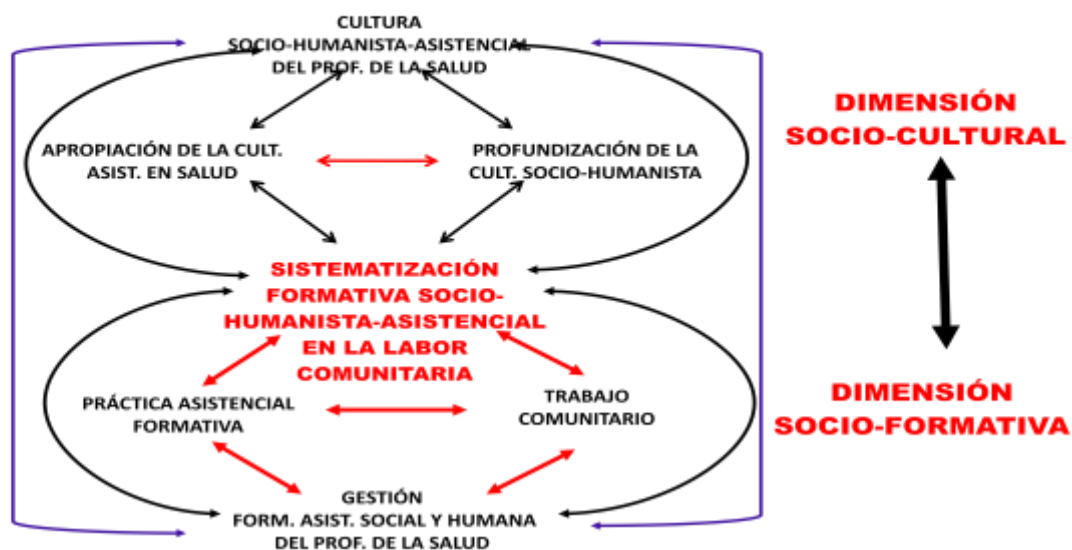 CULTURA
SOCIO-HUMANISTA-ASISTENCIAL
DEL PROF. DE LA SALUD
APROPIACIÓN DE LA CULT.
ASIST. EN SALUD
PROFUNDIZACIÓN DE LA
CULT. SOCIO-HUMANISTA
SISTEMATIZACIÓN
FORMATIVA SOCIO-
HUMANISTA-ASISTENCIAL
EN LA LABOR
COMUNITARIA
PRÁCTICA ASISTENCIAL
FORMATIVA
TRABAJO
COMUNITARIO
GESTIÓN
FORM. ASIST. SOCIAL Y HUMANA
DEL PROF. DE LA SALUD
DIMENSIÓN
SOCIO-CULTURAL
DIMENSIÓN
SOCIO-FORMATIVA